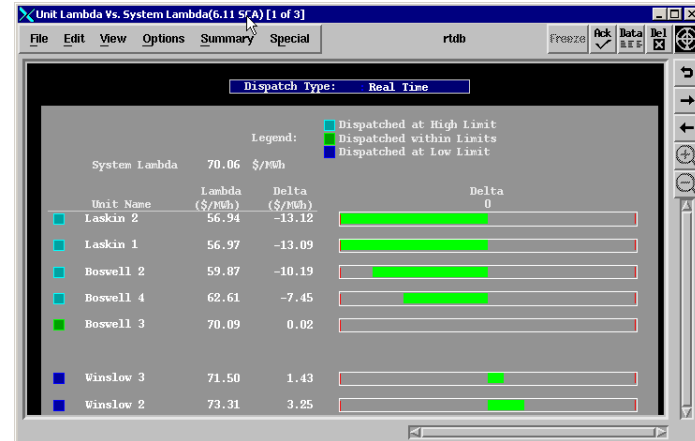 Unit Lambda Vs. System Lambda(6.11 SCA) [1 of 3]
File Edit View Options Summary Special rtdb Freeze Ack Data Del
Dispatch Type: Real Time
Dispatched at High Limit
Legend: Dispatched within Limits
Dispatched at Low Limit
System Lambda 70.06 $/MWh
Lambda Delta Delta
Unit Name ($/MWh) ($/MWh) 0
Laskin 2 56.94 -13.12
Laskin 1 56.97 -13.09
Boswell 2 59.87 -10.19
Boswell 4 62.61 -7.45
Boswell 3 70.09 0.02
Winslow 3 71.50 1.43
Winslow 2 73.31 3.25